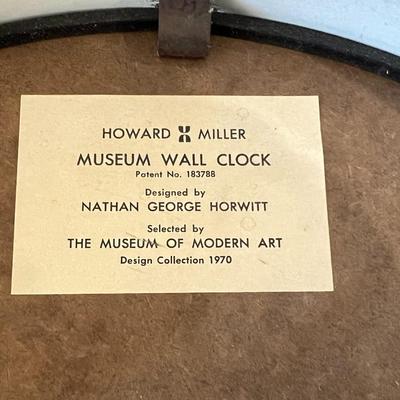 HOWARD MILLER
MUSEUM WALL CLOCK
Patent No. 183788
Designed by
NATHAN GEORGE HORWITT
Selected by
THE MUSEUM OF MODERN ART
Design Collection 1970